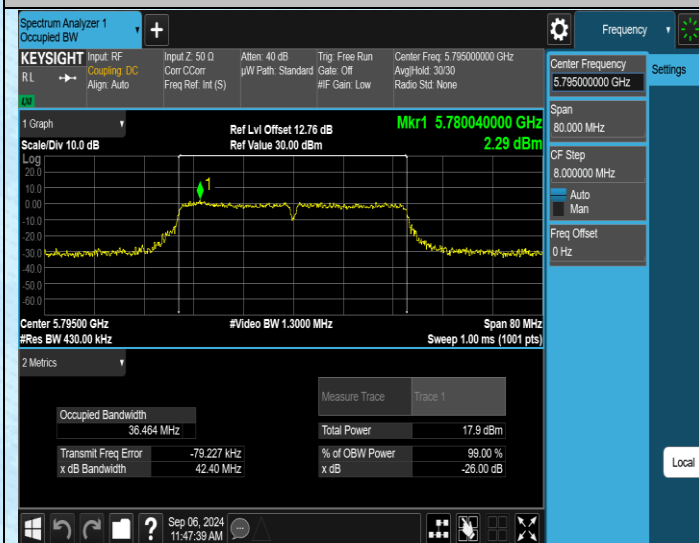 Spectrum Analyzer 1
Occupied BW
Frequency
KEYSIGHT
RL
Input: RF
Coupling: DC
Align: Auto
Input Z: 50 Ω
Corr CCorr
Freq Ref: Int (S)
Atten: 40 dB
µW Path: Standard
Trig: Free Run
Gate: Off
#IF Gain: Low
Center Freq: 5.795000000 GHz
Avg|Hold: 30/30
Radio Std: None
LXI
Center Frequency
5.795000000 GHz
Settings
Span
80.000 MHz
CF Step
8.000000 MHz
Auto
Man
Freq Offset
0 Hz
1 Graph
Scale/Div 10.0 dB
Ref Lvl Offset 12.76 dB
Ref Value 30.00 dBm
Mkr1 5.780040000 GHz
2.29 dBm
Log
20.0
10.0
0.00
-10.0
-20.0
-30.0
-40.0
-50.0
-60.0
1
Center 5.79500 GHz
#Video BW 1.3000 MHz
Span 80 MHz
#Res BW 430.00 kHz
Sweep 1.00 ms (1001 pts)
2 Metrics
Measure Trace
Trace 1
Occupied Bandwidth
36.464 MHz
Total Power
17.9 dBm
Transmit Freq Error
-79.227 kHz
% of OBW Power
99.00 %
x dB Bandwidth
42.40 MHz
x dB
-26.00 dB
Local
?
Sep 06, 2024
11:47:39 AM